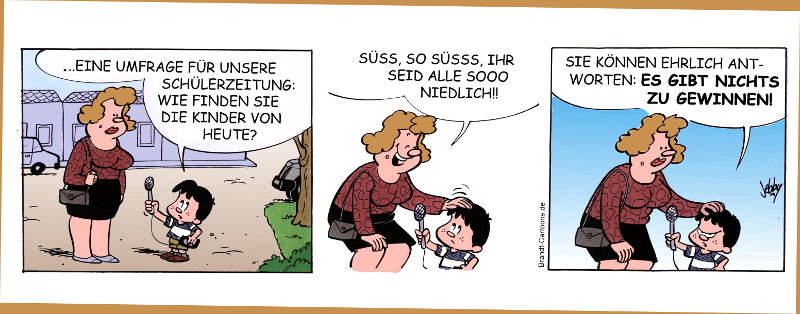 ...EINE UMFRAGE FÜR UNSERE
SCHÜLERZEITUNG:
WIE FINDEN SIE
DIE KINDER VON
HEUTE?
SÜSS, SO SÜSSS, IHR
SEID ALLE SOOO
NIEDLICH!!
Brandt-Cartoons.de
SIE KÖNNEN EHRLICH ANT-
WORTEN: ES GIBT NICHTS
ZU GEWINNEN!